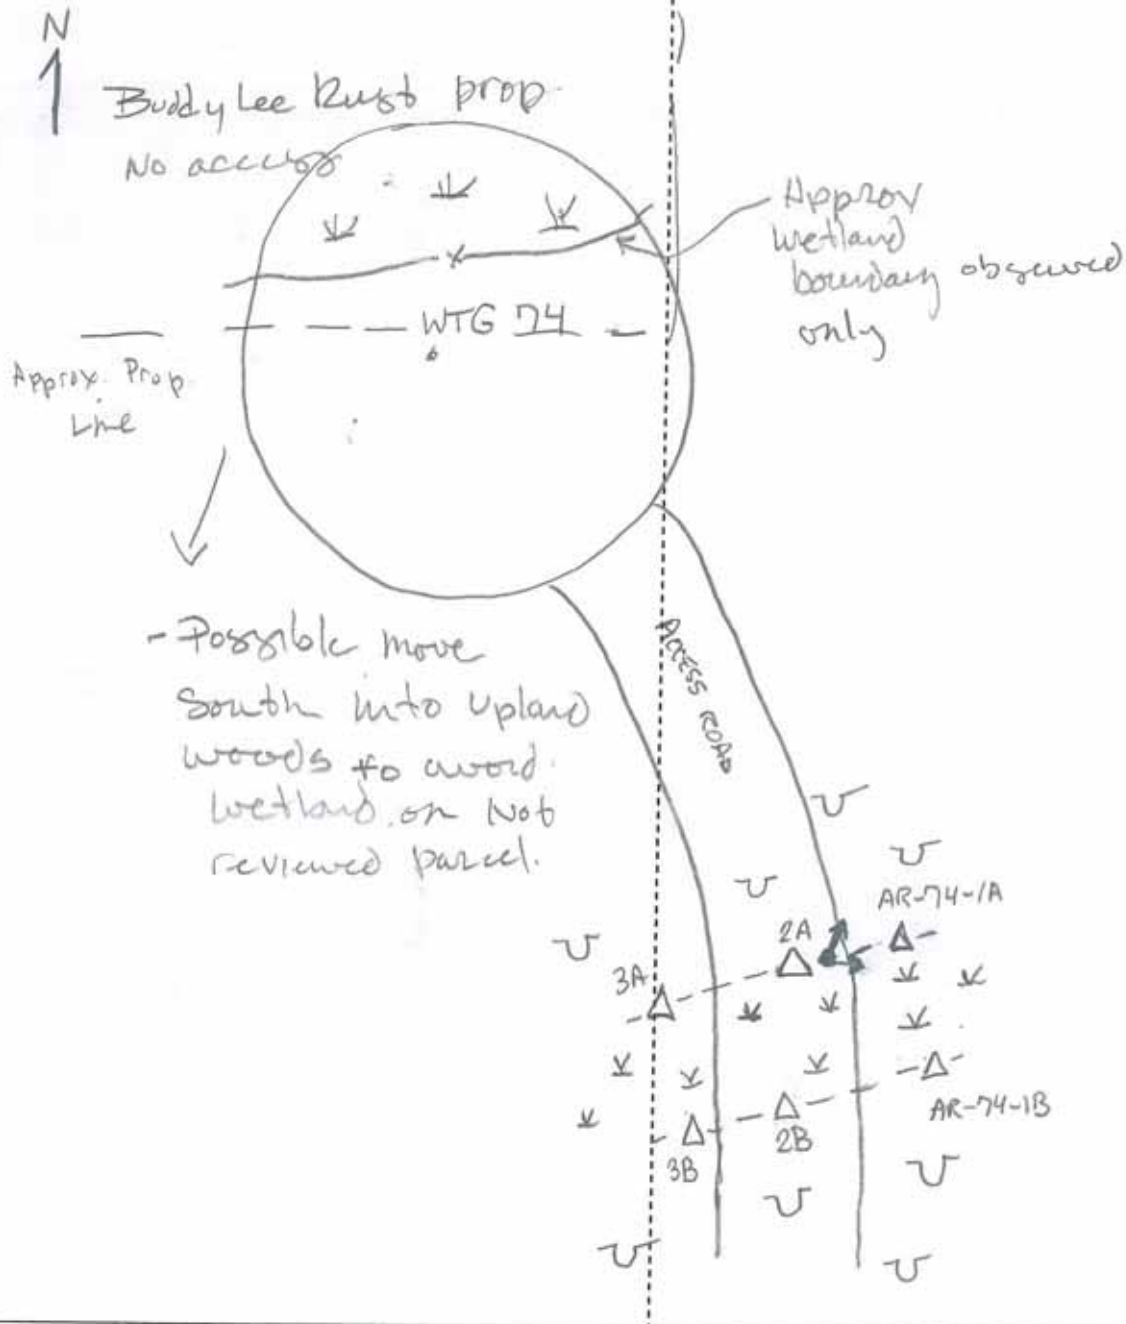 N
Buddy Lee Rust prop
No access
Approx
wetland
boundary observed
only
WTG 74
Approx. Prop
Line
- Possible move
South into upland
woods to avoid
wetland on Not
reviewed parcel.
ACCESS ROAD
AR-74-1A
2A
3A
AR-74-1B
2B
3B